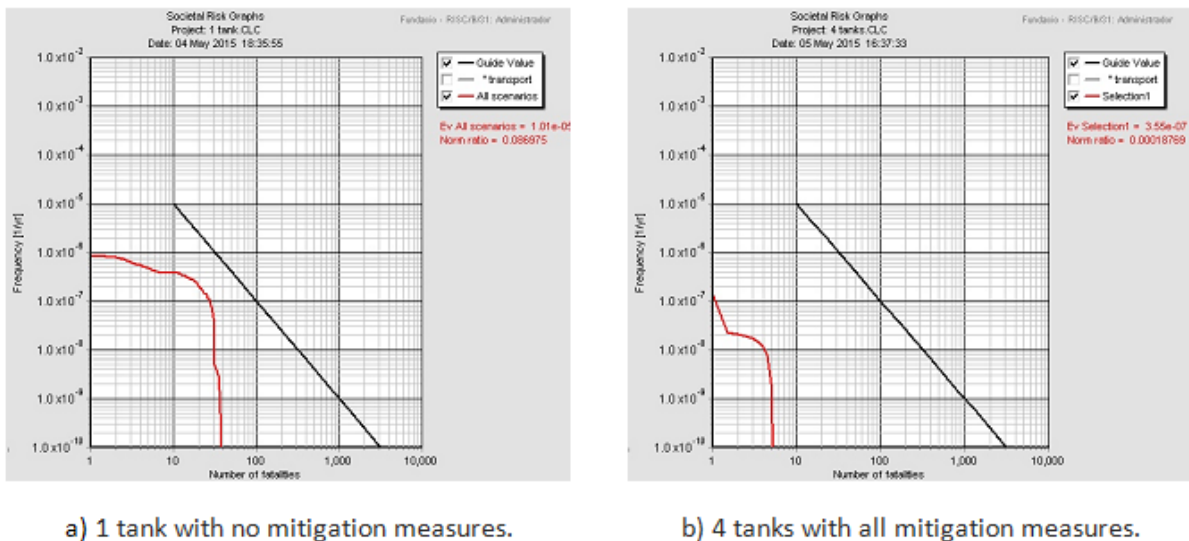 Societal Risk Graphs
Project: 1 tank.CLC
Date: 04 May 2015 18:35:55
Fundacio - RISC/BG1: Administrador
Guide Value
* transport
All scenarios
Ev All scenarios = 1.01e-05
Norm ratio = 0.086975
Frequency [1/yr]
1.0 x10 -2
1.0 x10 -3
1.0 x10 -4
1.0 x10 -5
1.0 x10 -6
1.0 x10 -7
1.0 x10 -8
1.0 x10 -9
1.0 x10 -10
1 10 100 1,000 10,000
Number of fatalities
a) 1 tank with no mitigation measures.
Societal Risk Graphs
Project: 4 tanks.CLC
Date: 05 May 2015 16:37:33
Fundacio - RISC/BG1: Administrador
Guide Value
* transport
Selection1
Ev Selection1 = 3.55e-07
Norm ratio = 0.00018769
Frequency [1/yr]
1.0 x10 -2
1.0 x10 -3
1.0 x10 -4
1.0 x10 -5
1.0 x10 -6
1.0 x10 -7
1.0 x10 -8
1.0 x10 -9
1.0 x10 -10
1 10 100 1,000 10,000
Number of fatalities
b) 4 tanks with all mitigation measures.